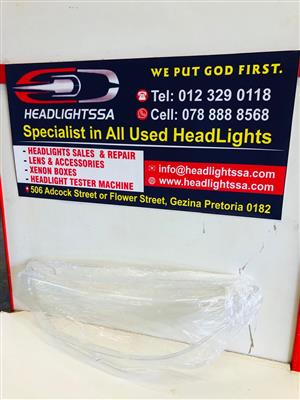 WE PUT GOD FIRST.
HEADLIGHTSSA
Tel: 012 329 0118
Cell: 078 888 8568
Specialist in All Used HeadLights
- HEADLIGHTS SALES & REPAIR
- LENS & ACCESSORIES
- XENON BOXES
- HEADLIGHT TESTER MACHINE
info@headlightssa.com
www.headlightssa.com
506 Adcock Street or Flower Street, Gezina Pretoria 0182